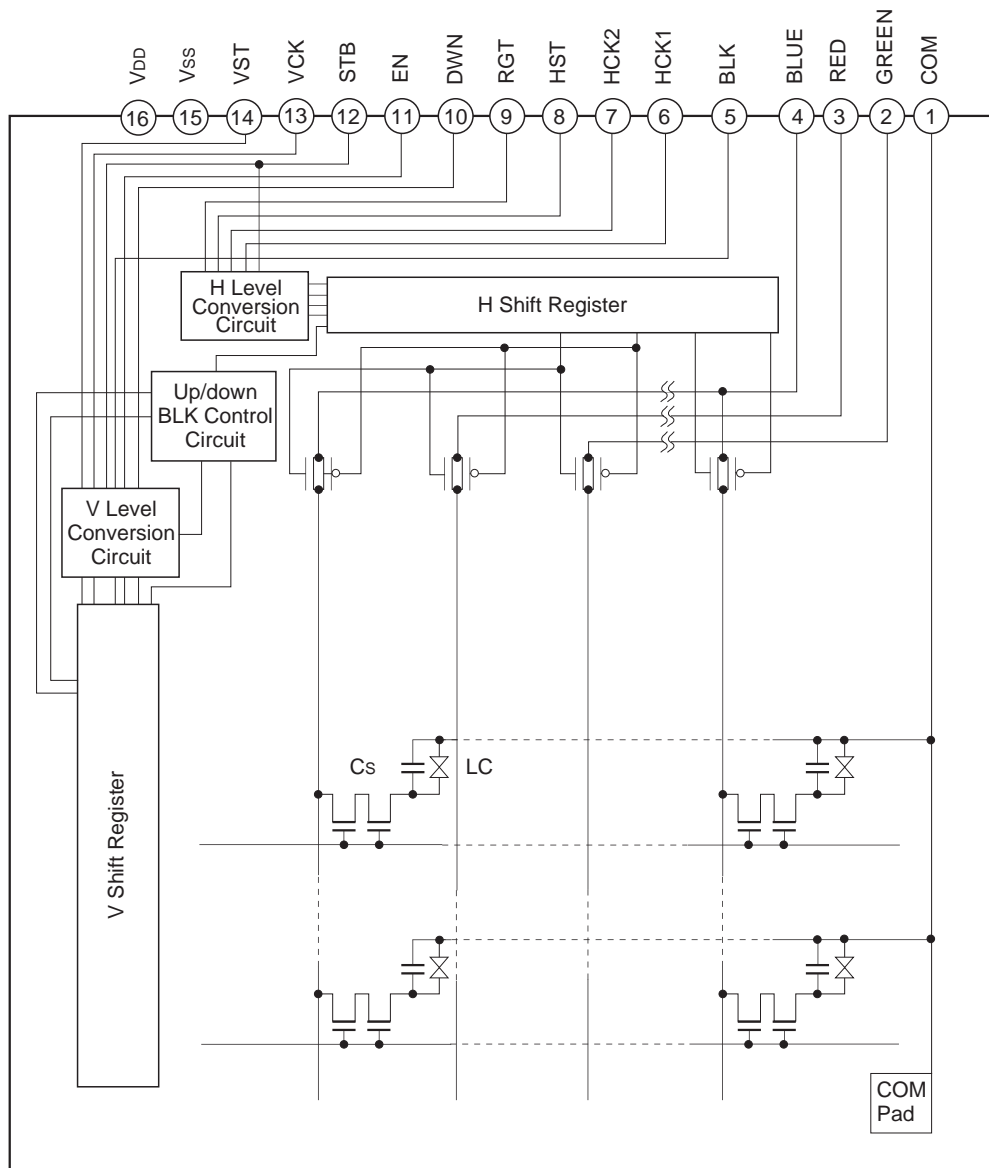 VDD
VSS
VST
VCK
STB
EN
DWN
RGT
HST
HCK2
HCK1
BLK
BLUE
RED
GREEN
COM
16
15
14
13
12
11
10
9
8
7
6
5
4
3
2
1
H Level
Conversion
Circuit
H Shift Register
Up/down
BLK Control
Circuit
V Level
Conversion
Circuit
V Shift Register
CS
LC
COM
Pad